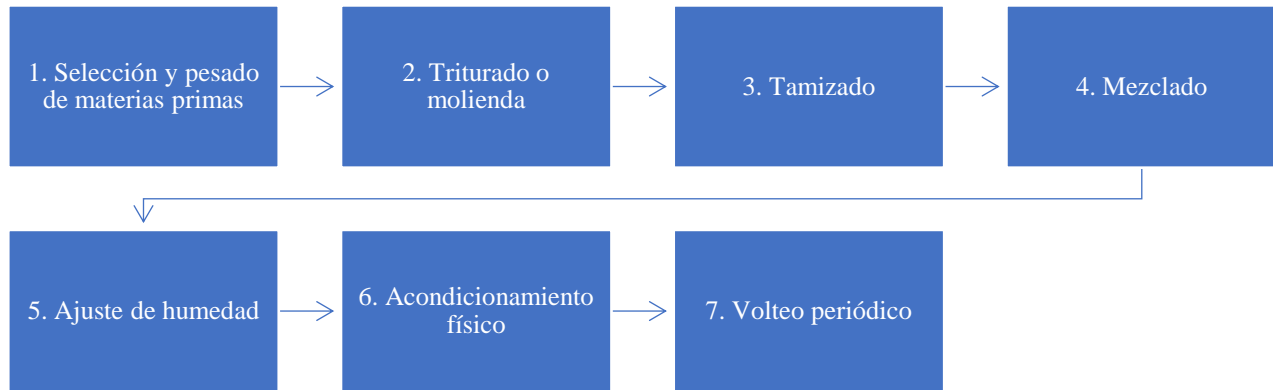 1. Selección y pesado
de materias primas
2. Triturado o
molienda
3. Tamizado
4. Mezclado
5. Ajuste de humedad
6. Acondicionamiento
físico
7. Volteo periódico